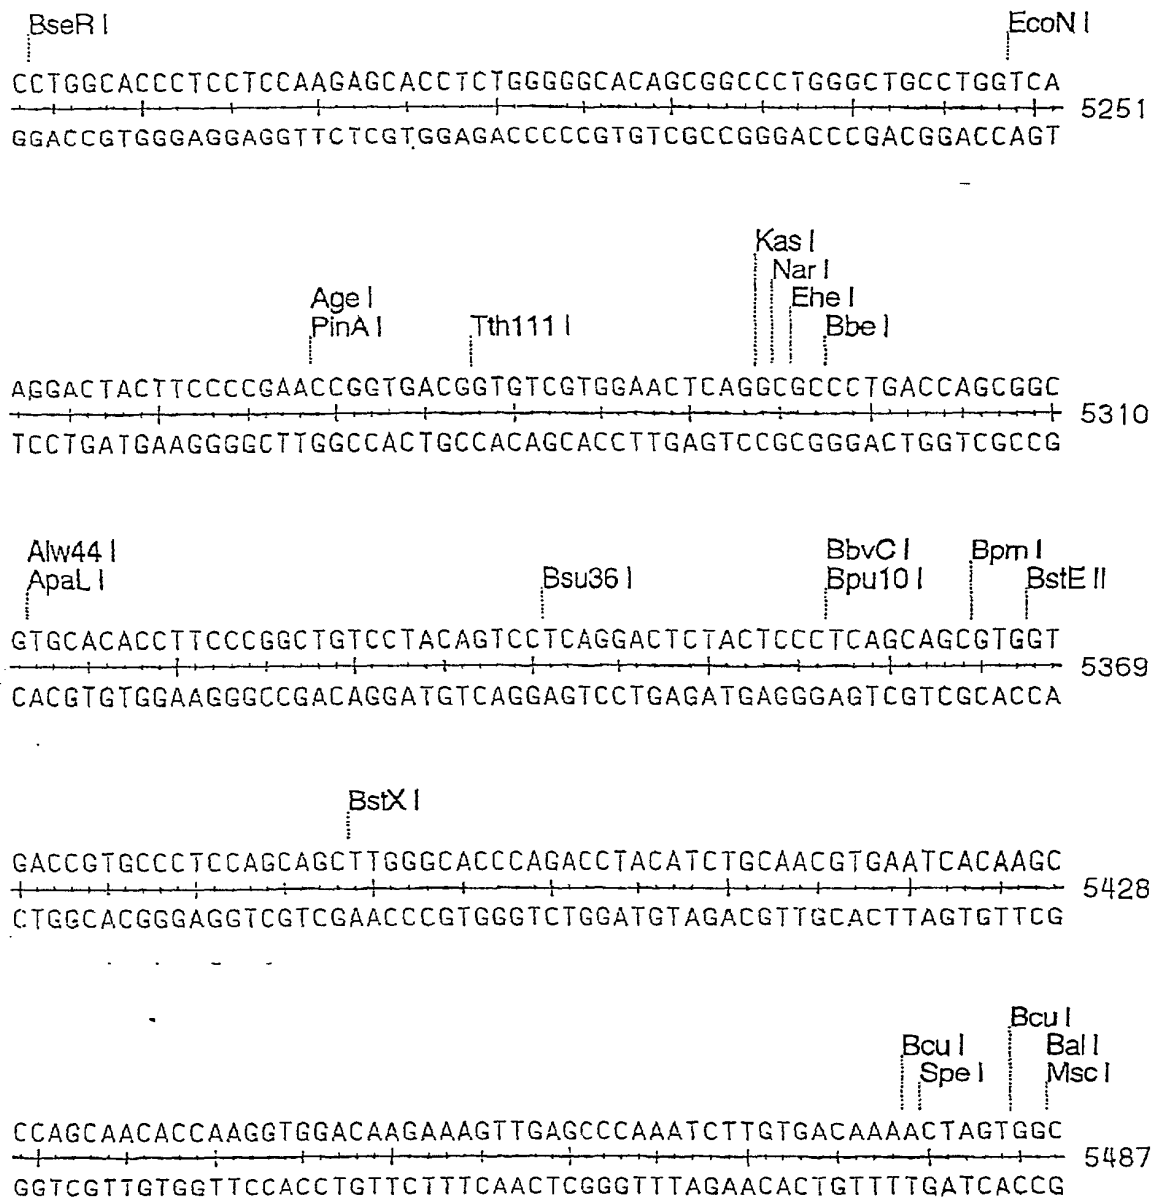 BseR I EcoN I
CCTGGCACCCTCCTCCAAGAGCACCTCTGGGGGCACAGCGGCCCTGGGCTGCCTGGTCA
5251
GGACCGTGGGAGGAGGTTCTCGTGGAGACCCCCGTGTCGCCGGGACCCGACGGACCAGT
Kas I
Nar I
Age I Ehe I
PinA I Tth111 I Bbe I
AGGACTACTTCCCCGAACCGGTGACGGTGTCGTGGAACTCAGGCGCCCTGACCAGCGGC
5310
TCCTGATGAAGGGGCTTGGCCACTGCCACAGCACCTTGAGTCCGCGGGACTGGTCGCCG
Alw44 I BbvC I Bpm I
ApaL I Bsu36 I Bpu10 I BstE II
GTGCACACCTTCCCGGCTGTCCTACAGTCCTCAGGACTCTACTCCCTCAGCAGCGTGGT
5369
CACGTGTGGAAGGGCCGACAGGATGTCAGGAGTCCTGAGATGAGGGAGTCGTCGCACCA
BstX I
GACCGTGCCCTCCAGCAGCTTGGGCACCCAGACCTACATCTGCAACGTGAATCACAAGC
5428
CTGGCACGGGAGGTCGTCGAACCCGTGGGTCTGGATGTAGACGTTGCACTTAGTGTTCG
Bcu I
Bcu I Bal I
Spe I Msc I
CCAGCAACACCAAGGTGGACAAGAAAGTTGAGCCCAAATCTTGTGACAAAACTAGTGGC
5487
GGTCGTTGTGGTTCCACCTGTTCTTTCAACTCGGGTTTAGAACACTGTTTTGATCACCG